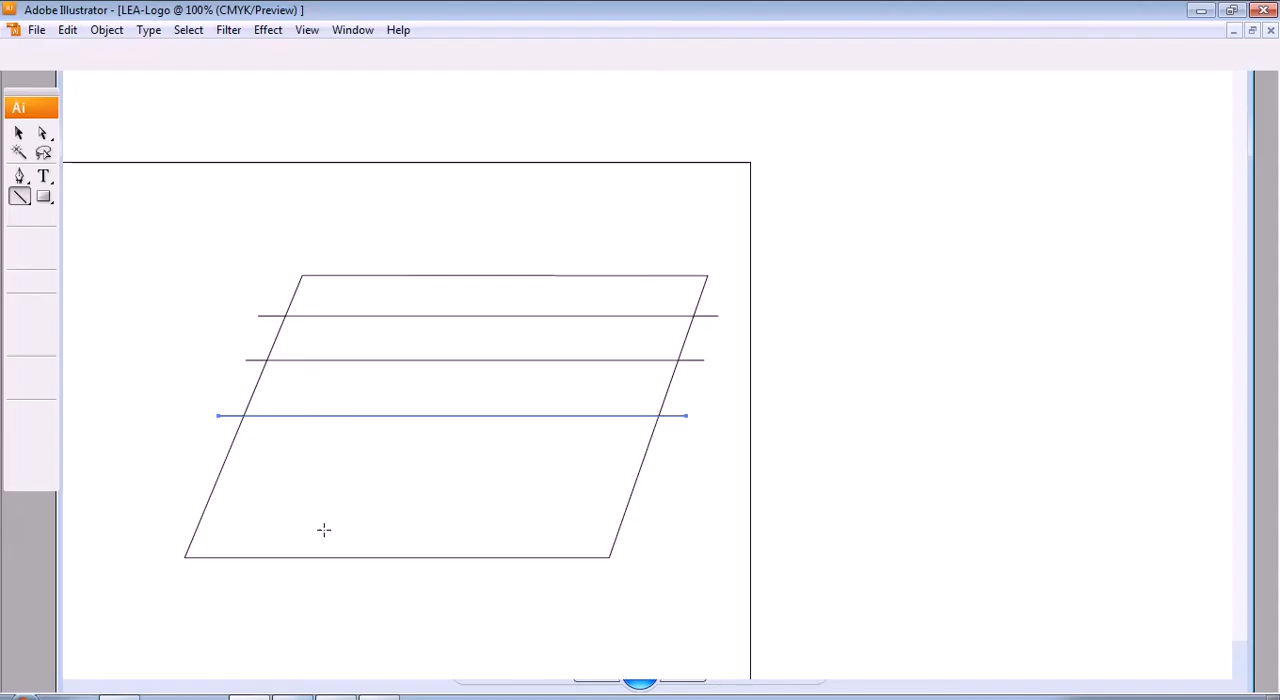 Adobe Illustrator - [LEA-Logo @ 100% (CMYK/Preview) ]
File Edit Object Type Select Filter Effect View Window Help
Ai
T